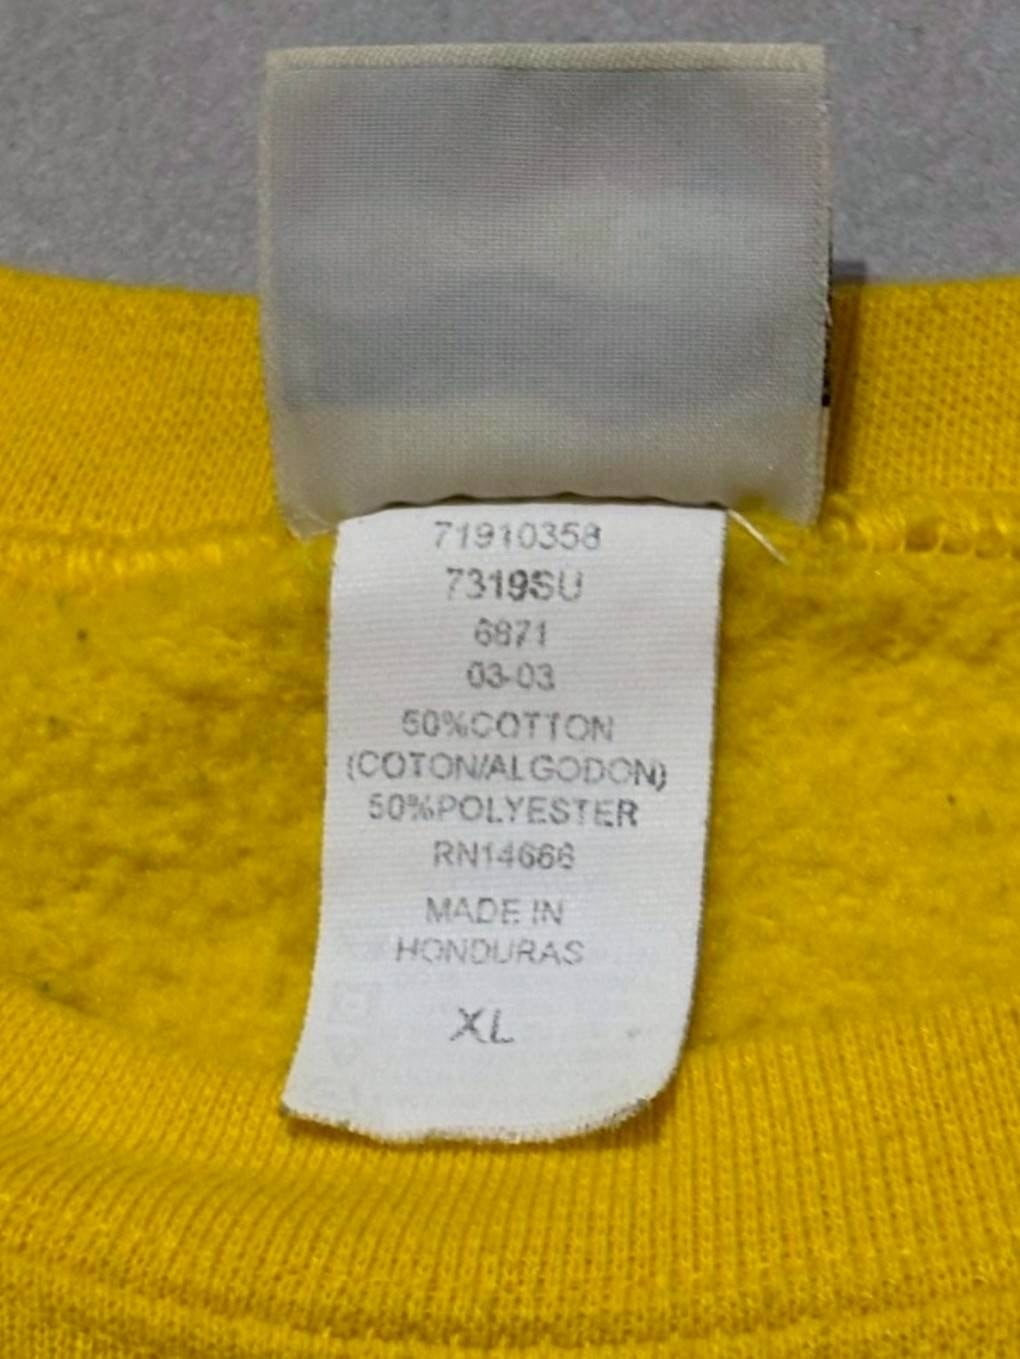 71910358
7319SU
6871
03-03
50%COTTON
(COTON/ALGODON)
50%POLYESTER
RN14666
MADE IN
HONDURAS
XL